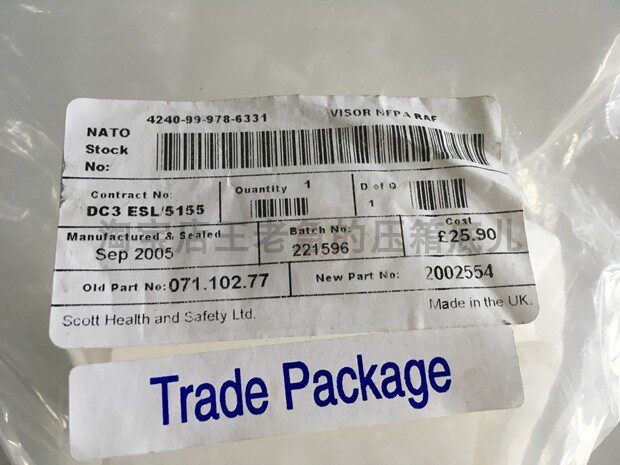 4240-99-978-6331 VISOR NFPA RAF
NATO
Stock
No:
Contract No:
DC3 ESL/5155
Quantity 1
D of Q
1
Manufactured & Sealed
Sep 2005
Batch No:
221596
Cost
£25.90
Old Part No: 071.102.77
New Part No: 2002554
Scott Health and Safety Ltd.
Made in the UK.
Trade Package